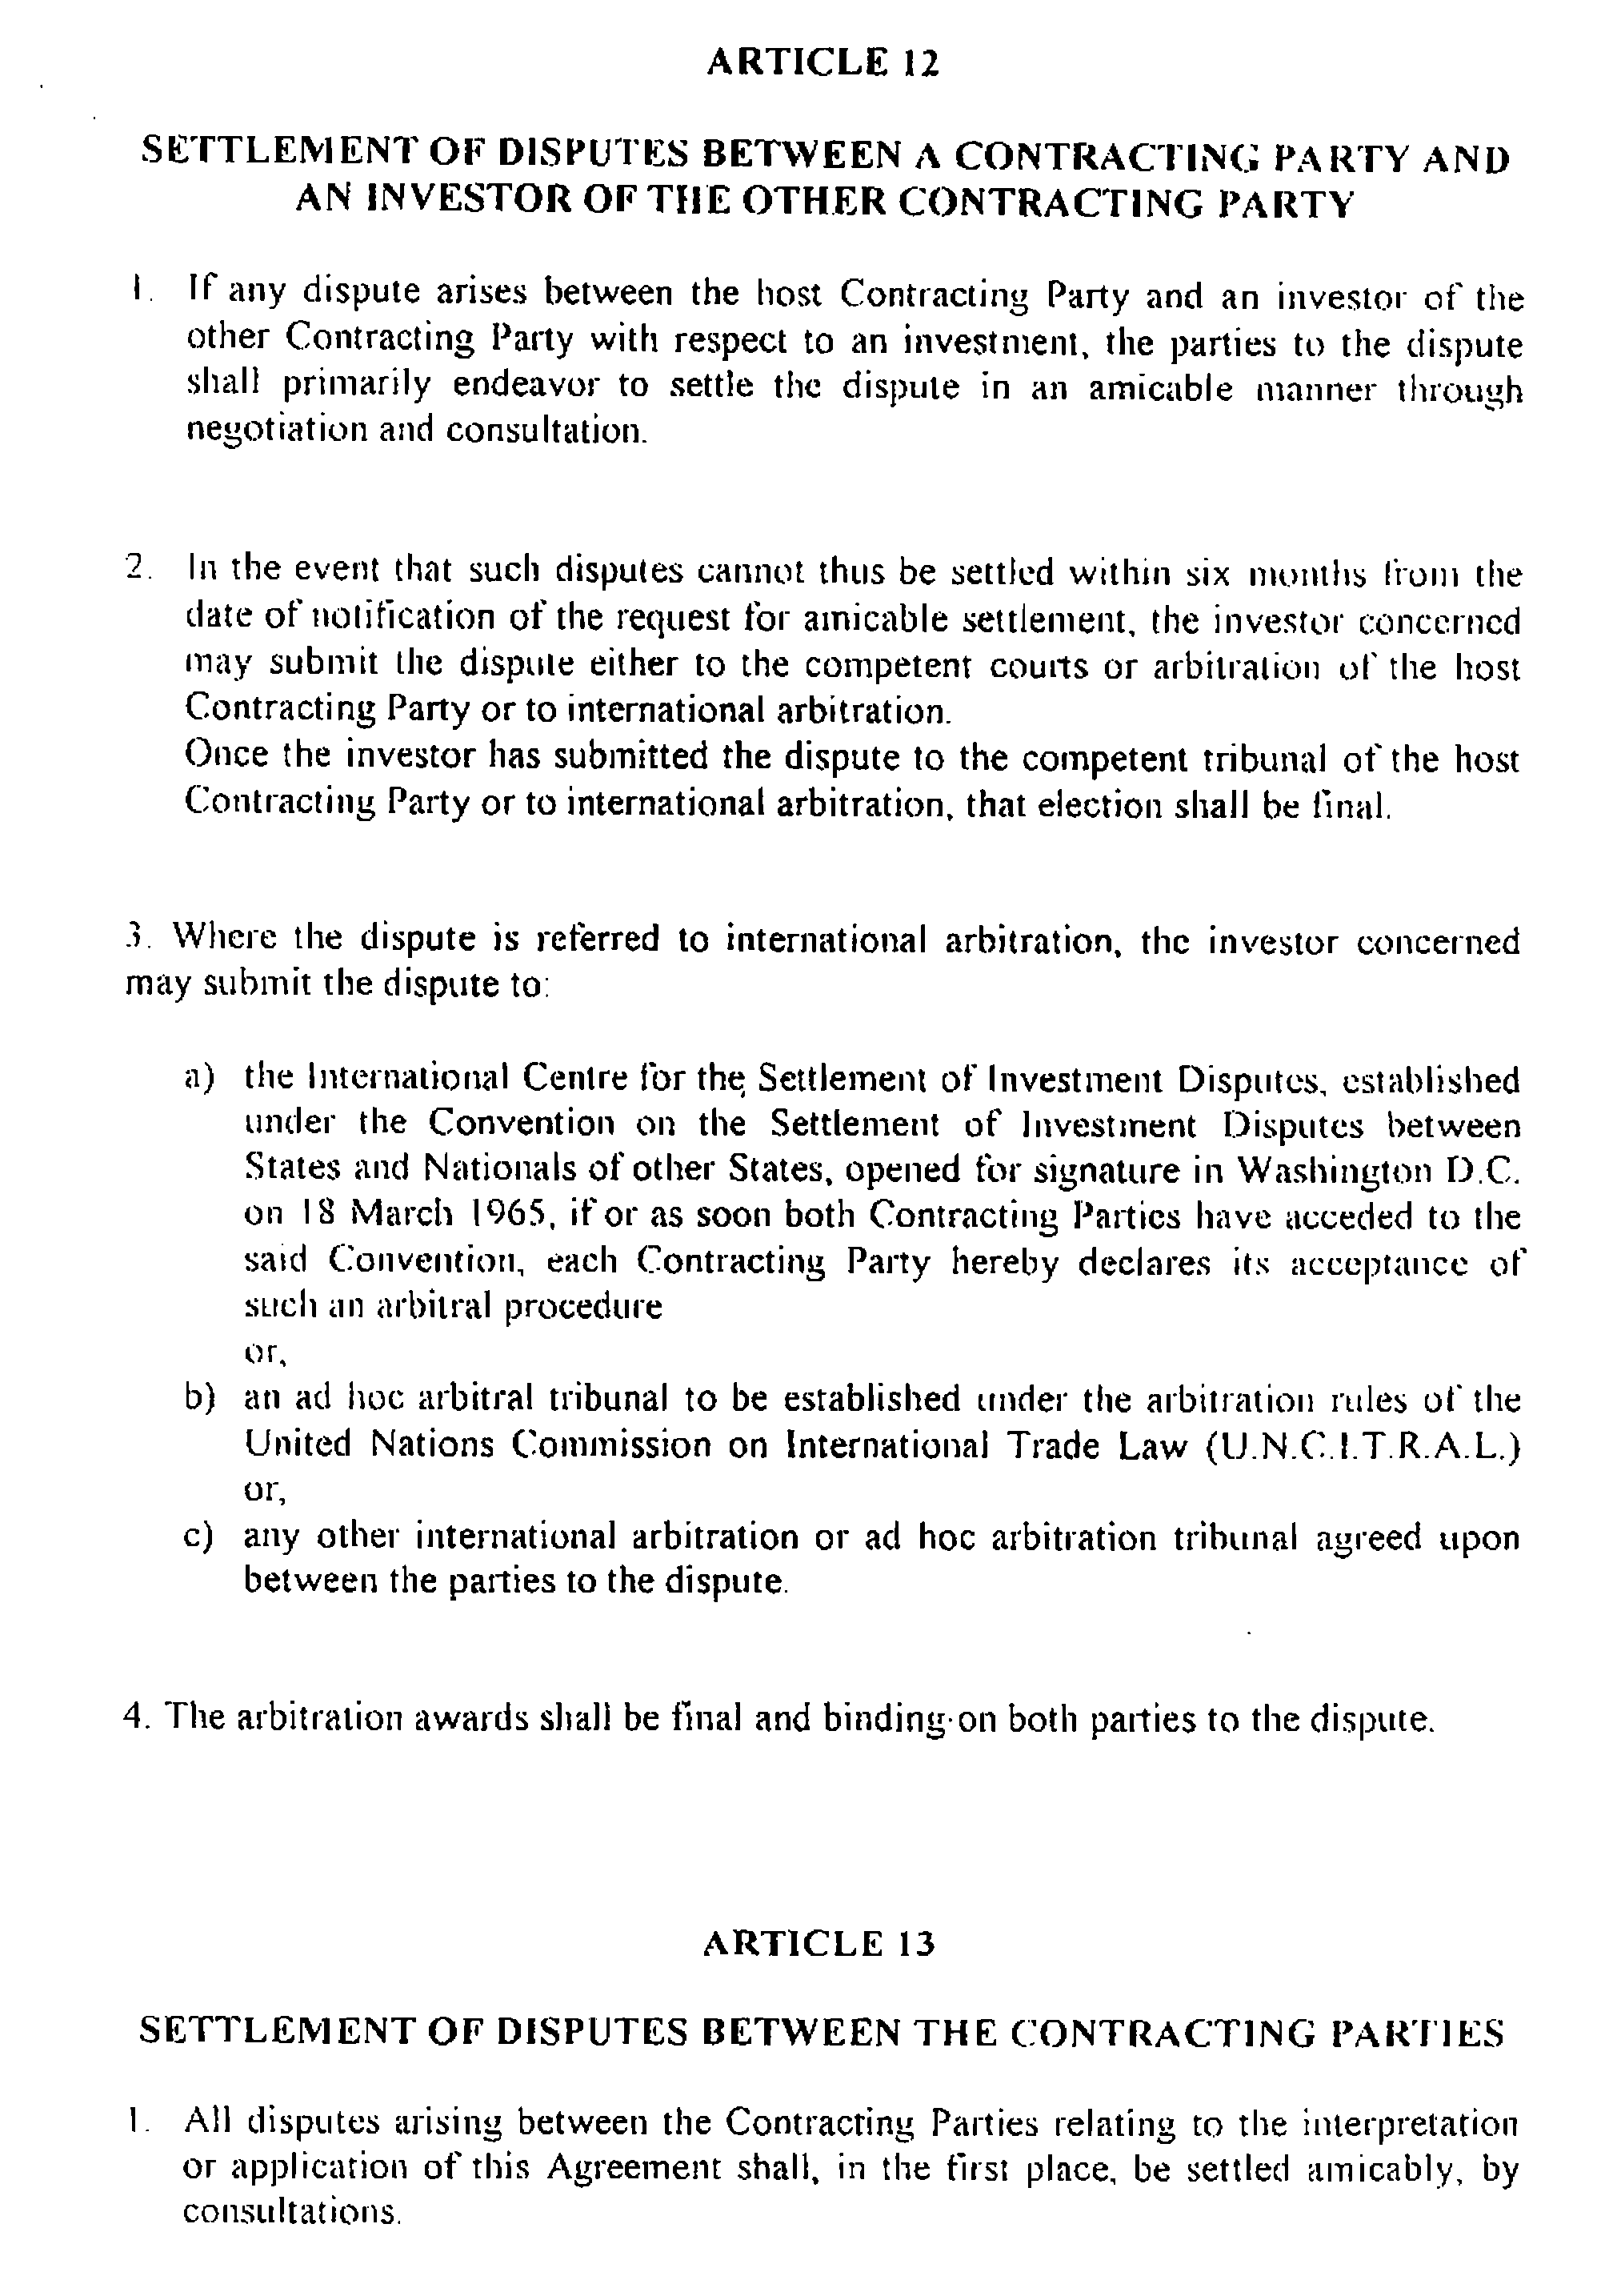 ARTICLE 12
SETTLEMENT OF DISPUTES BETWEEN A CONTRACTING PARTY AND
AN INVESTOR OF THE OTHER CONTRACTING PARTY
1. If any dispute arises between the host Contracting Party and an investor of the
other Contracting Party with respect to an investment, the parties to the dispute
shall primarily endeavor to settle the dispute in an amicable manner through
negotiation and consultation.
2. In the event that such disputes cannot thus be settled within six months from the
date of notification of the request for amicable settlement, the investor concerned
may submit the dispute either to the competent courts or arbitration of the host
Contracting Party or to international arbitration.
Once the investor has submitted the dispute to the competent tribunal of the host
Contracting Party or to international arbitration, that election shall be final.
3. Where the dispute is referred to international arbitration, the investor concerned
may submit the dispute to:
a) the International Centre for the Settlement of Investment Disputes, established
under the Convention on the Settlement of Investment Disputes between
States and Nationals of other States, opened for signature in Washington D.C.
on 18 March 1965, if or as soon both Contracting Parties have acceded to the
said Convention, each Contracting Party hereby declares its acceptance of
such an arbitral procedure
or,
b) an ad hoc arbitral tribunal to be established under the arbitration rules of the
United Nations Commission on International Trade Law (U.N.C.I.T.R.A.L.)
or,
c) any other international arbitration or ad hoc arbitration tribunal agreed upon
between the parties to the dispute.
4. The arbitration awards shall be final and binding on both parties to the dispute.
ARTICLE 13
SETTLEMENT OF DISPUTES BETWEEN THE CONTRACTING PARTIES
1. All disputes arising between the Contracting Parties relating to the interpretation
or application of this Agreement shall, in the first place, be settled amicably, by
consultations.